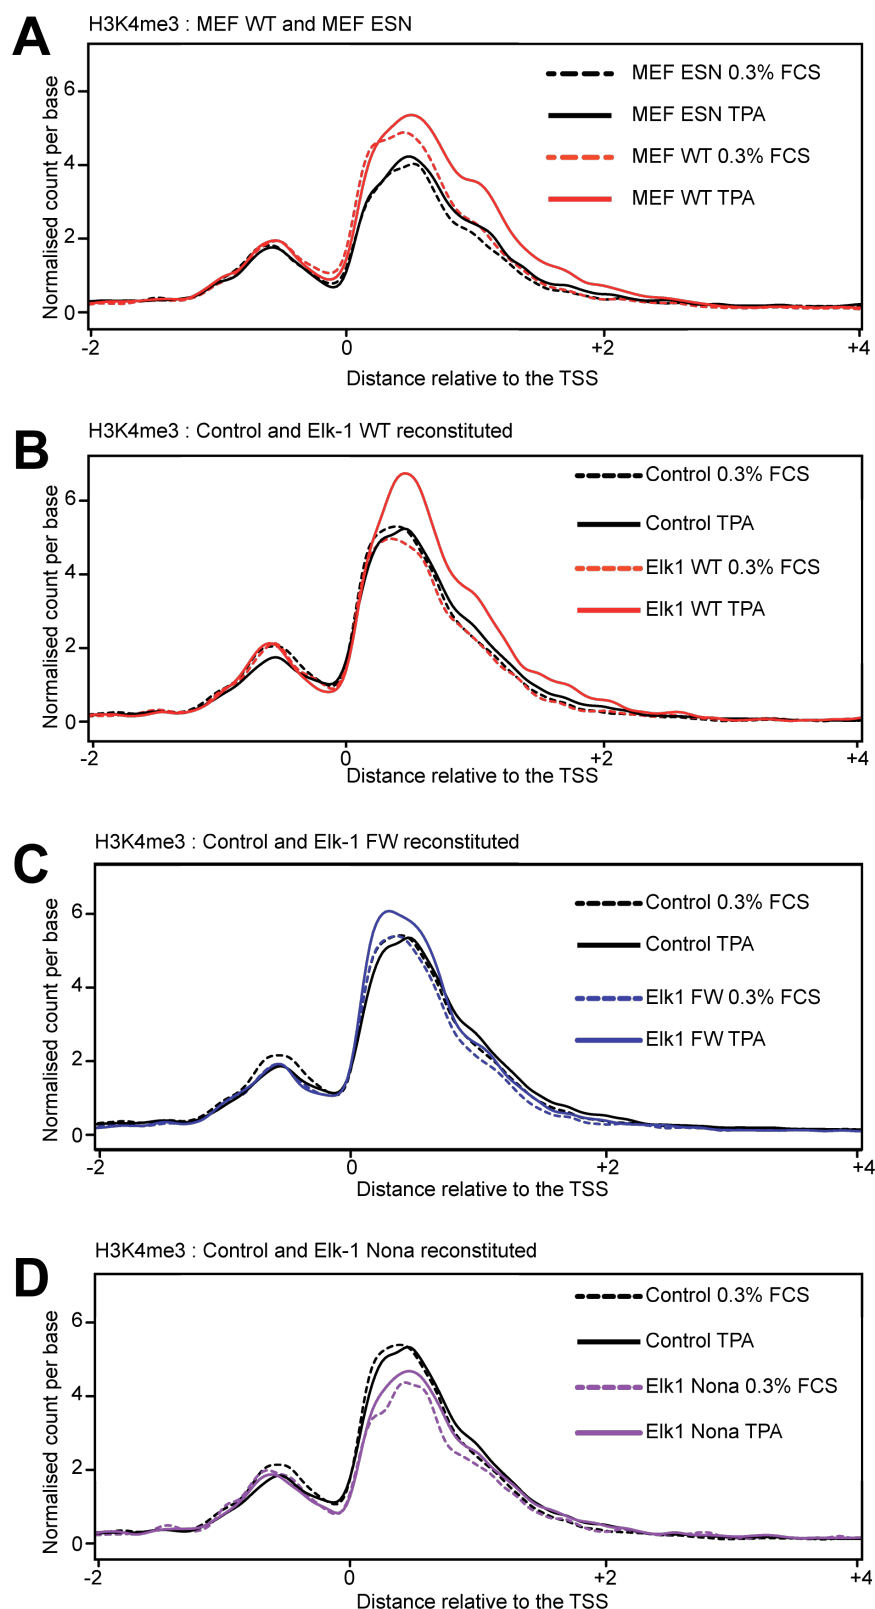 A
H3K4me3 : MEF WT and MEF ESN
Normalised count per base
6
4
2
0
MEF ESN 0.3% FCS
MEF ESN TPA
MEF WT 0.3% FCS
MEF WT TPA
-2
0
+2
+4
Distance relative to the TSS
B
H3K4me3 : Control and Elk-1 WT reconstituted
Normalised count per base
6
4
2
0
Control 0.3% FCS
Control TPA
Elk1 WT 0.3% FCS
Elk1 WT TPA
-2
0
+2
+4
Distance relative to the TSS
C
H3K4me3 : Control and Elk-1 FW reconstituted
Normalised count per base
6
4
2
0
Control 0.3% FCS
Control TPA
Elk1 FW 0.3% FCS
Elk1 FW TPA
-2
0
+2
+4
Distance relative to the TSS
D
H3K4me3 : Control and Elk-1 Nona reconstituted
Normalised count per base
6
4
2
0
Control 0.3% FCS
Control TPA
Elk1 Nona 0.3% FCS
Elk1 Nona TPA
-2
0
+2
+4
Distance relative to the TSS